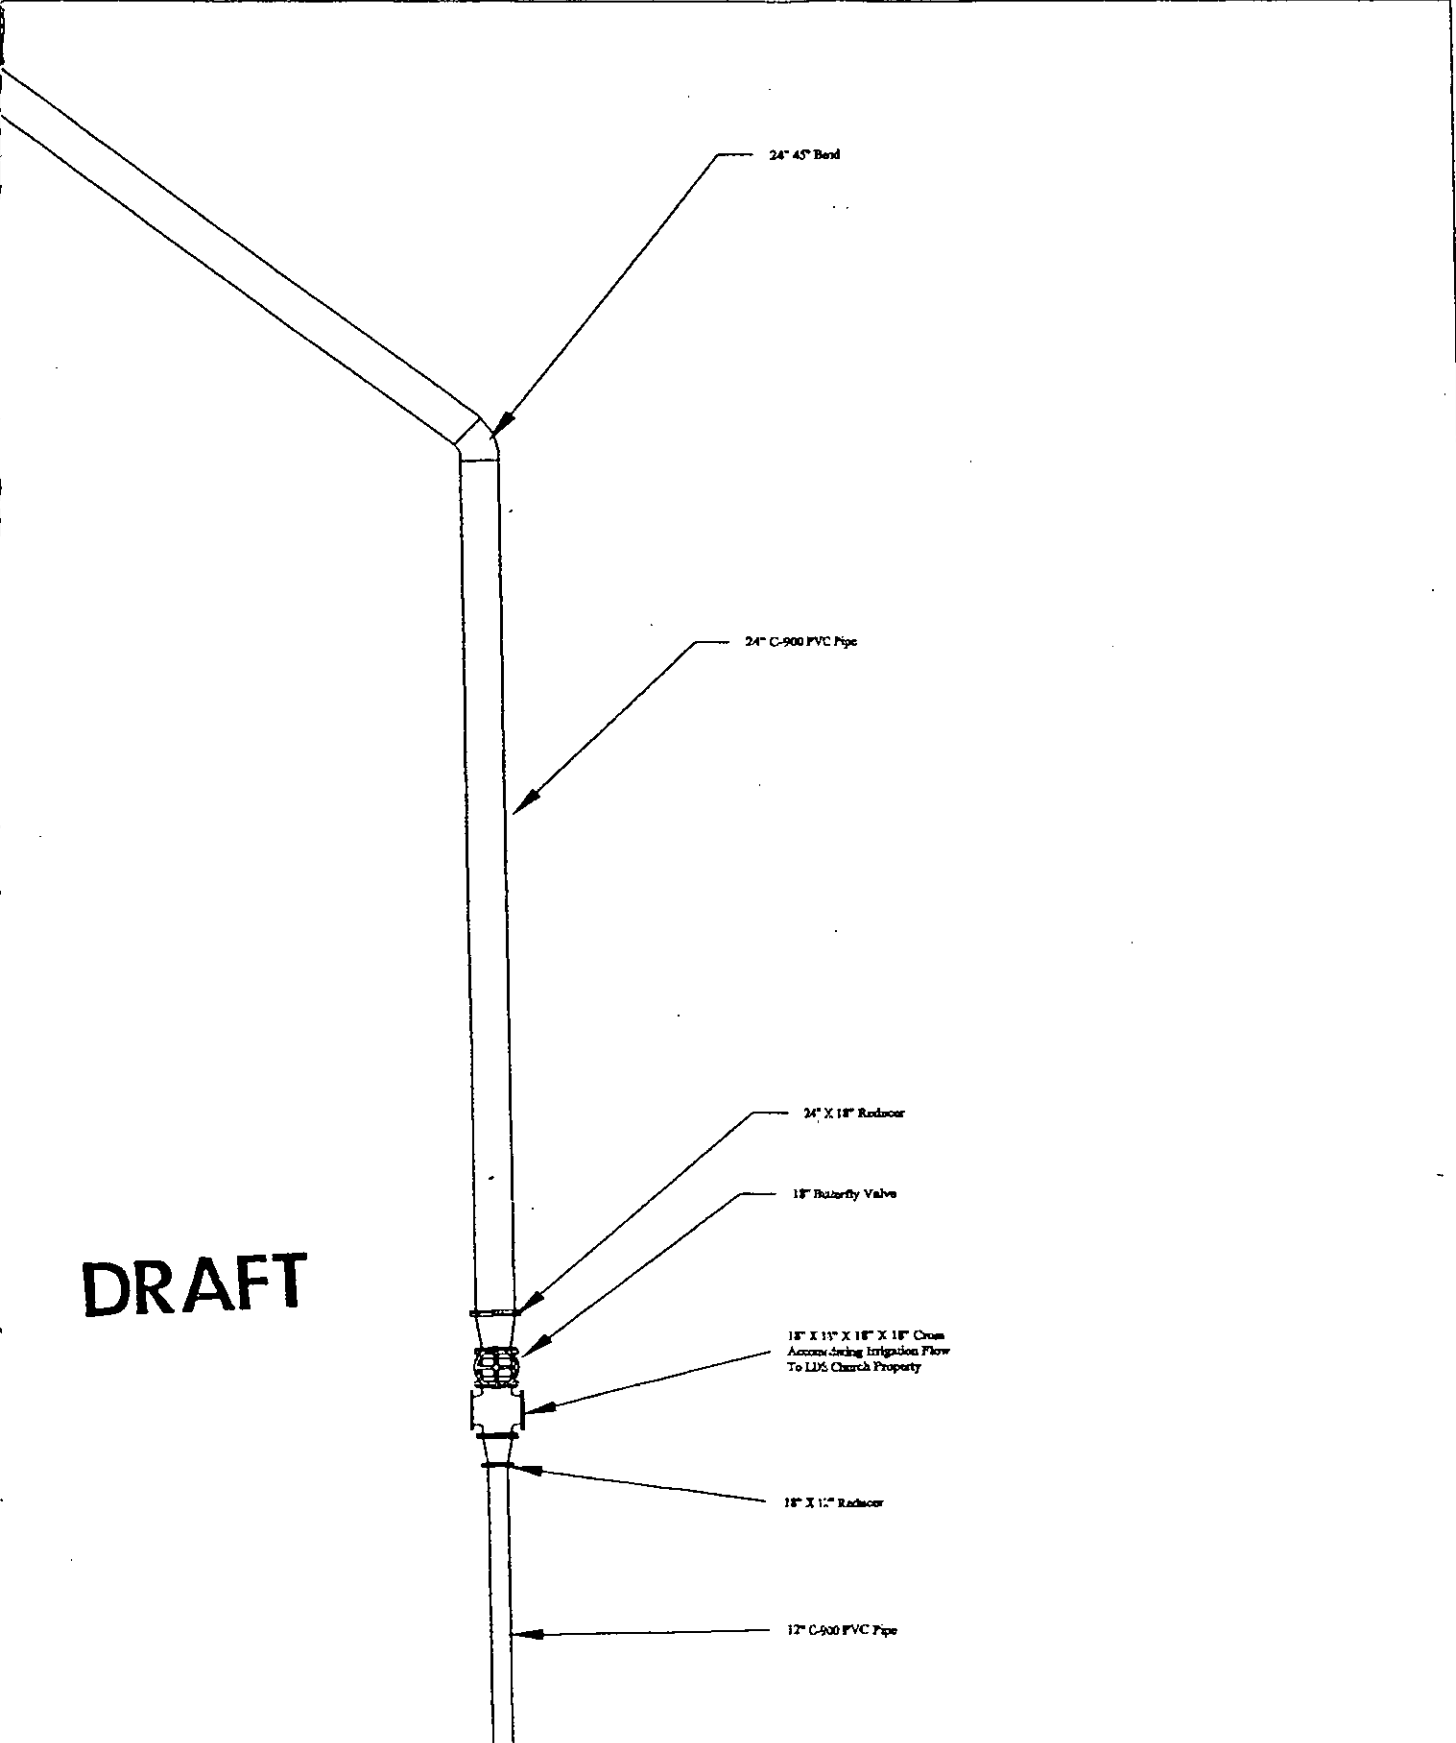 24" 45° Bend
24" C-900 PVC Pipe
24" X 18" Reducer
18" Butterfly Valve
DRAFT
18" X 18" X 18" X 18" Cross
Irrigation Flow
To LDS Church Property
18" X 12" Reducer
12" C-900 PVC Pipe